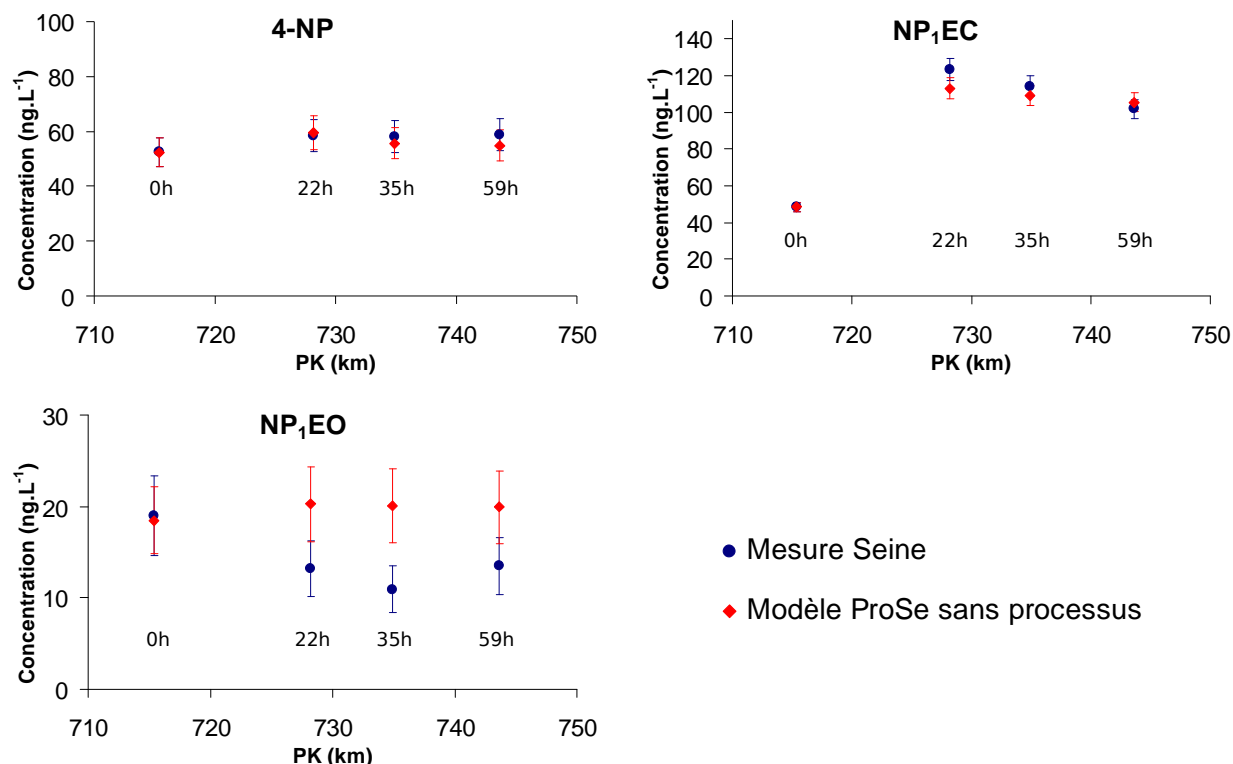 4-NP
Concentration (ng.L⁻¹)
100
80
60
40
20
0
0h
22h
35h
59h
710
720
730
740
750
PK (km)
NP₁EC
Concentration (ng.L⁻¹)
140
120
100
80
60
40
20
0
0h
22h
35h
59h
710
720
730
740
750
PK (km)
NP₁EO
Concentration (ng.L⁻¹)
30
20
10
0
0h
22h
35h
59h
710
720
730
740
750
PK (km)
Mesure Seine
Modèle ProSe sans processus